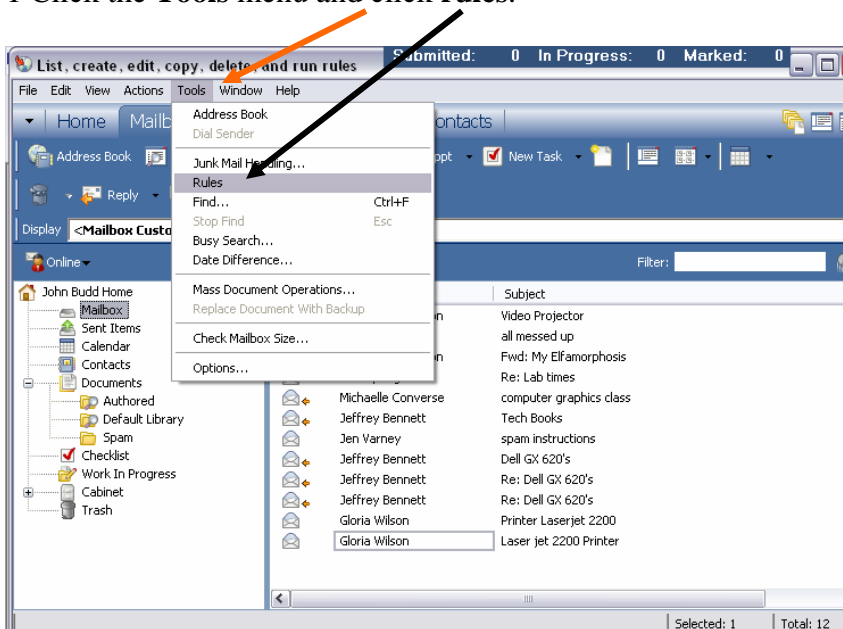 1 Click the Tools menu and click rules.
List, create, edit, copy, delete, and run rules
Submitted: 0 In Progress: 0 Marked: 0
File Edit View Actions Tools Window Help
Home Mailb ontacts
Address Book
Dial Sender
Address Book ppt New Task
Junk Mail Handling...
Rules
Reply
Find... Ctrl+F
Stop Find Esc
Display <Mailbox Custo
Busy Search...
Date Difference...
Online Filter:
Mass Document Operations...
Replace Document With Backup
Check Mailbox Size...
Options...
John Budd Home
Mailbox
Sent Items
Calendar
Contacts
Documents
Authored
Default Library
Spam
Checklist
Work In Progress
Cabinet
Trash
Subject
n Video Projector
all messed up
n Fwd: My Elfamorphosis
Re: Lab times
Michaelle Converse computer graphics class
Jeffrey Bennett Tech Books
Jen Varney spam instructions
Jeffrey Bennett Dell GX 620's
Jeffrey Bennett Re: Dell GX 620's
Jeffrey Bennett Re: Dell GX 620's
Gloria Wilson Printer Laserjet 2200
Gloria Wilson Laser jet 2200 Printer
Selected: 1 Total: 12